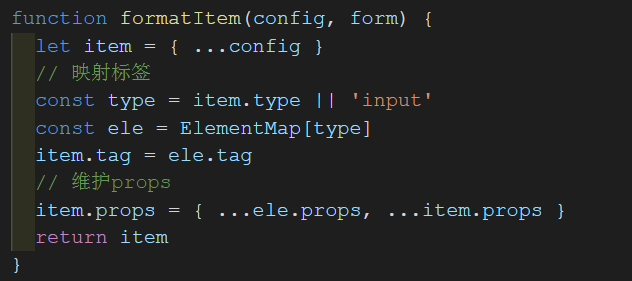 function formatItem(config, form) {
  let item = { ...config }
  // 映射标签
  const type = item.type || 'input'
  const ele = ElementMap[type]
  item.tag = ele.tag
  // 维护props
  item.props = { ...ele.props, ...item.props }
  return item
}